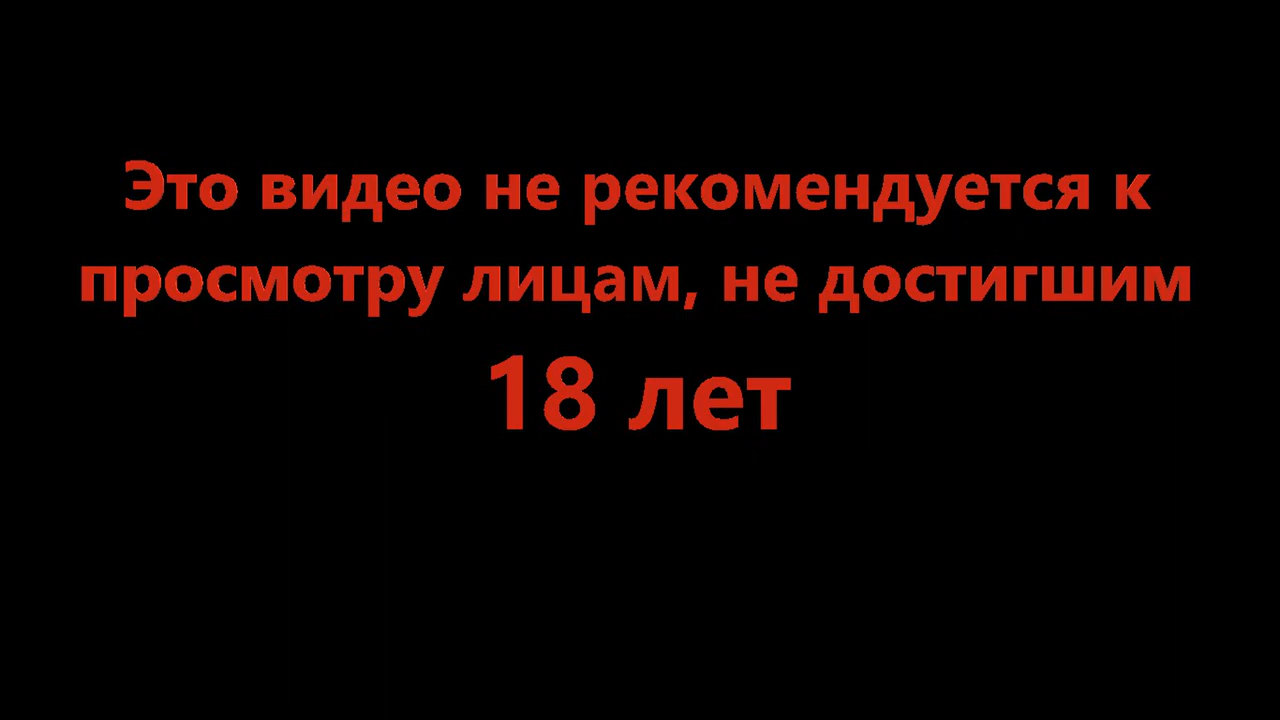 Это видео не рекомендуется к
просмотру лицам, не достигшим
18 лет